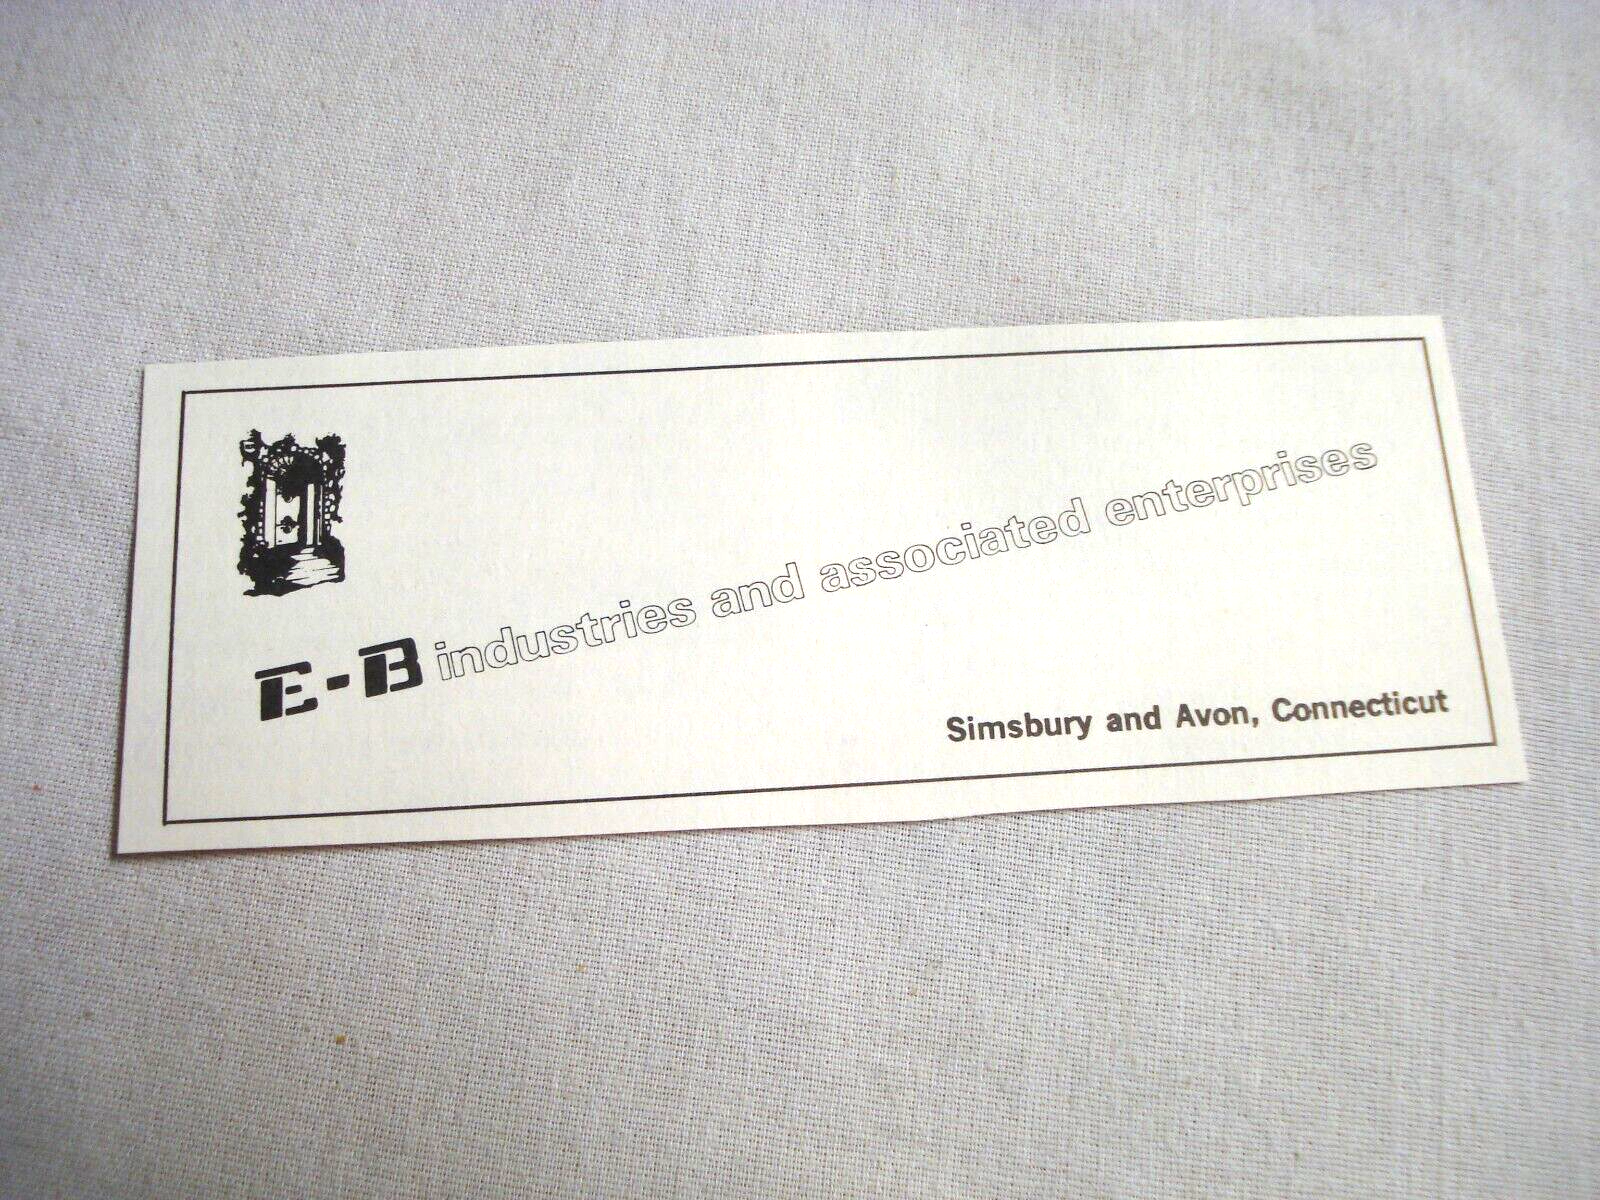 E-B industries and associated enterprises
Simsbury and Avon, Connecticut